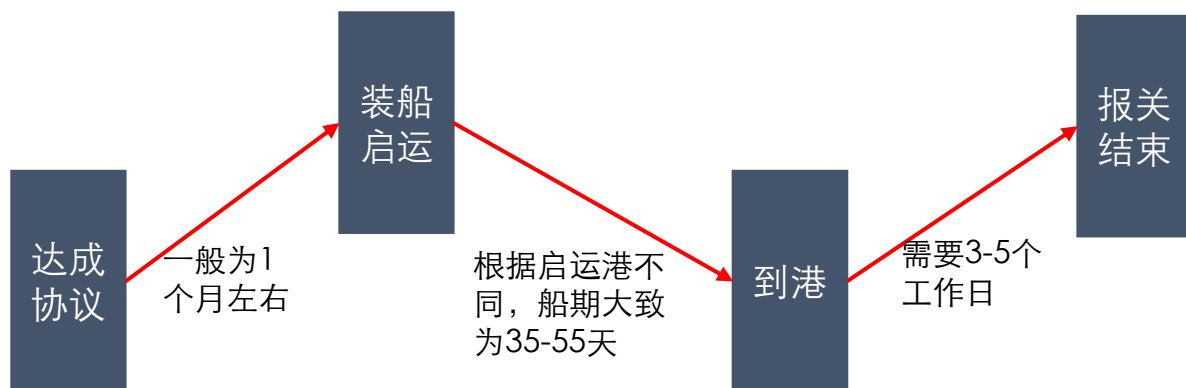 达成
协议
一般为1
个月左右
装船
启运
根据启运港不
同，船期大致
为35-55天
到港
需要3-5个
工作日
报关
结束